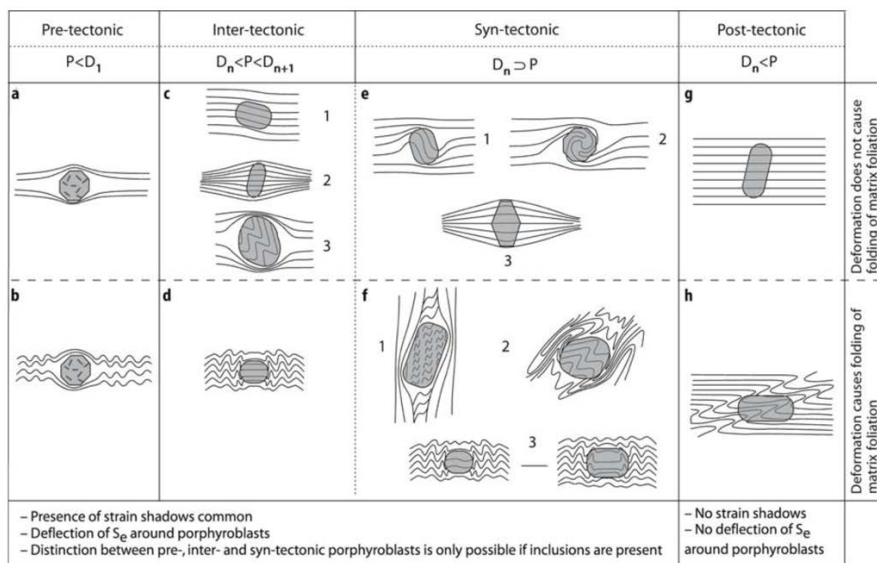 Pre-tectonic
Inter-tectonic
Syn-tectonic
Post-tectonic
P<D1
Dn<P<Dn+1
Dn⊃P
Dn<P
a
c
1
2
3
e
1
2
3
g
Deformation does not cause
folding of matrix foliation
b
d
f
1
2
3
h
Deformation causes folding of
matrix foliation
– Presence of strain shadows common
– Deflection of Se around porphyroblasts
– Distinction between pre-, inter- and syn-tectonic porphyroblasts is only possible if inclusions are present
– No strain shadows
– No deflection of Se
around porphyroblasts